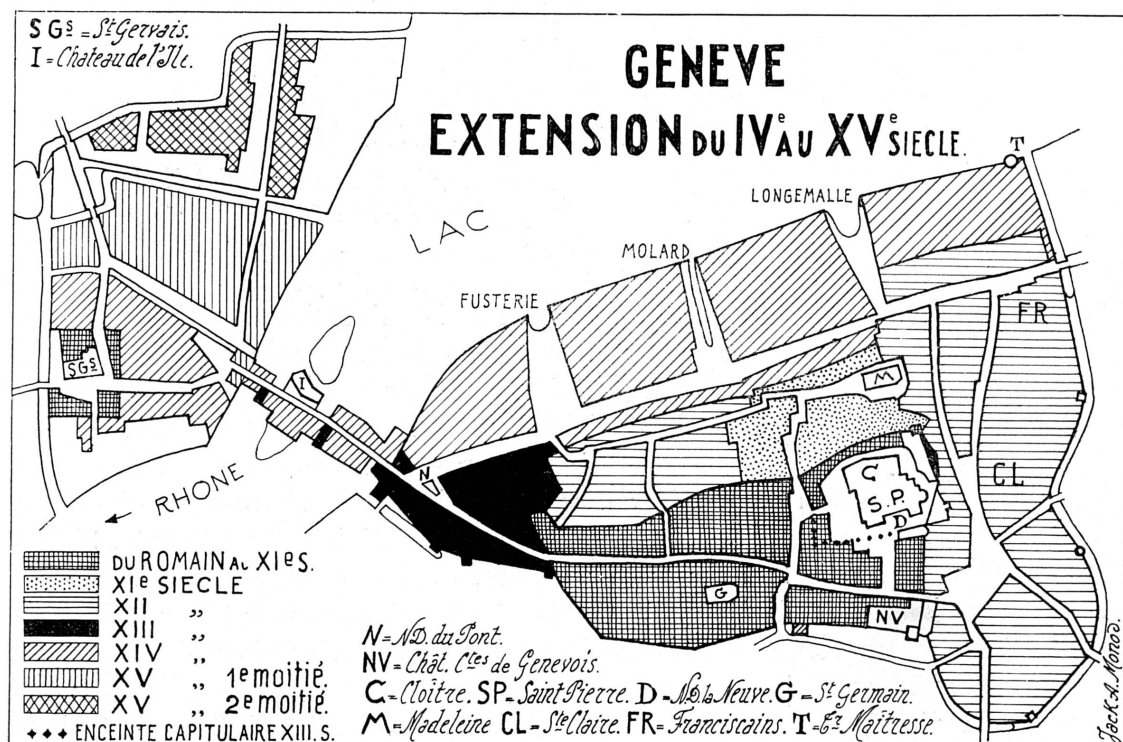 SGs = St Gervais.
I = Chateau de l'Ile.
GENEVE
EXTENSION DU IVe AU XVe SIECLE.
T
LONGEMALLE
LAC
MOLARD
FUSTERIE
FR
SGs
I
M
C
CL
N
S.P.
D
← RHONE
G
NV
DU ROMAIN AU XIe S.
XIe SIECLE
XII „
XIII „
XIV „
XV „ 1e moitié.
XV „ 2e moitié.
ENCEINTE CAPITULAIRE XIII. S.
N = ND. du Pont.
NV = Chât. Ctes de Genevois.
C = Cloître. SP = Saint Pierre. D = ND la Neuve. G = St Germain.
M = Madeleine CL = Ste Claire. FR = Franciscains. T = Maîtresse.
Jack A. Monod.